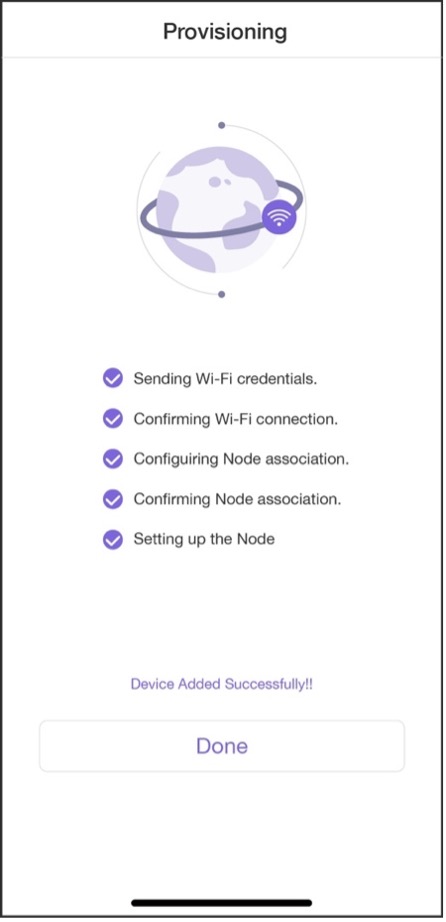 Provisioning
Sending Wi-Fi credentials.
Confirming Wi-Fi connection.
Configuiring Node association.
Confirming Node association.
Setting up the Node
Device Added Successfully!!
Done